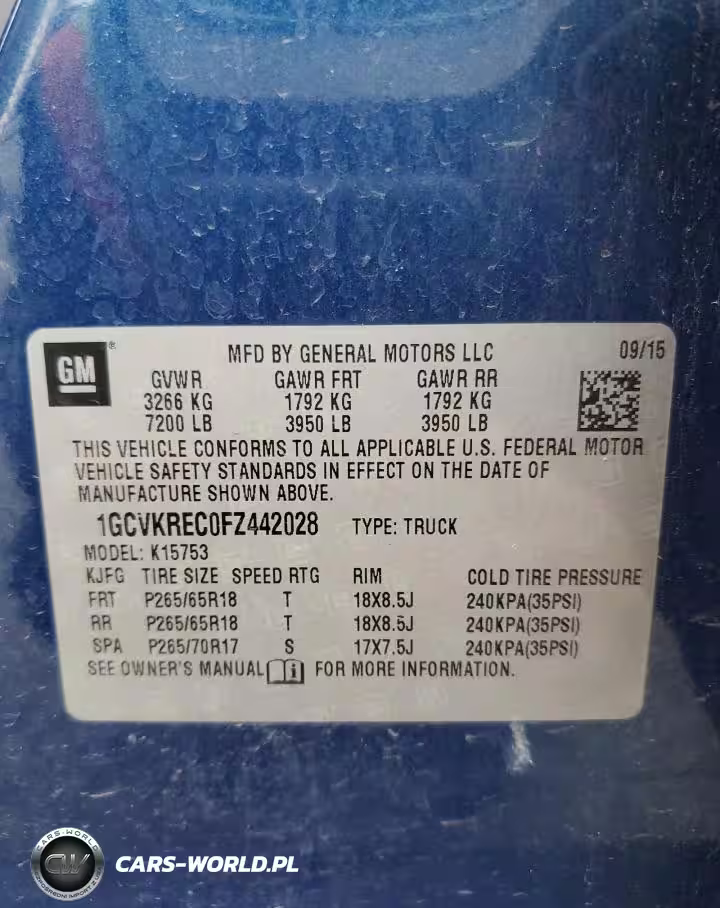 GM
®
MFD BY GENERAL MOTORS LLC 09/15
GVWR GAWR FRT GAWR RR
3266 KG 1792 KG 1792 KG
7200 LB 3950 LB 3950 LB
THIS VEHICLE CONFORMS TO ALL APPLICABLE U.S. FEDERAL MOTOR
VEHICLE SAFETY STANDARDS IN EFFECT ON THE DATE OF
MANUFACTURE SHOWN ABOVE.
1GCVKREC0FZ442028 TYPE: TRUCK
MODEL: K15753
KJFG TIRE SIZE SPEED RTG RIM COLD TIRE PRESSURE
FRT P265/65R18 T 18X8.5J 240KPA(35PSI)
RR P265/65R18 T 18X8.5J 240KPA(35PSI)
SPA P265/70R17 S 17X7.5J 240KPA(35PSI)
SEE OWNER'S MANUAL i FOR MORE INFORMATION.
CARS-WORLD
CW
CARS-WORLD.PL